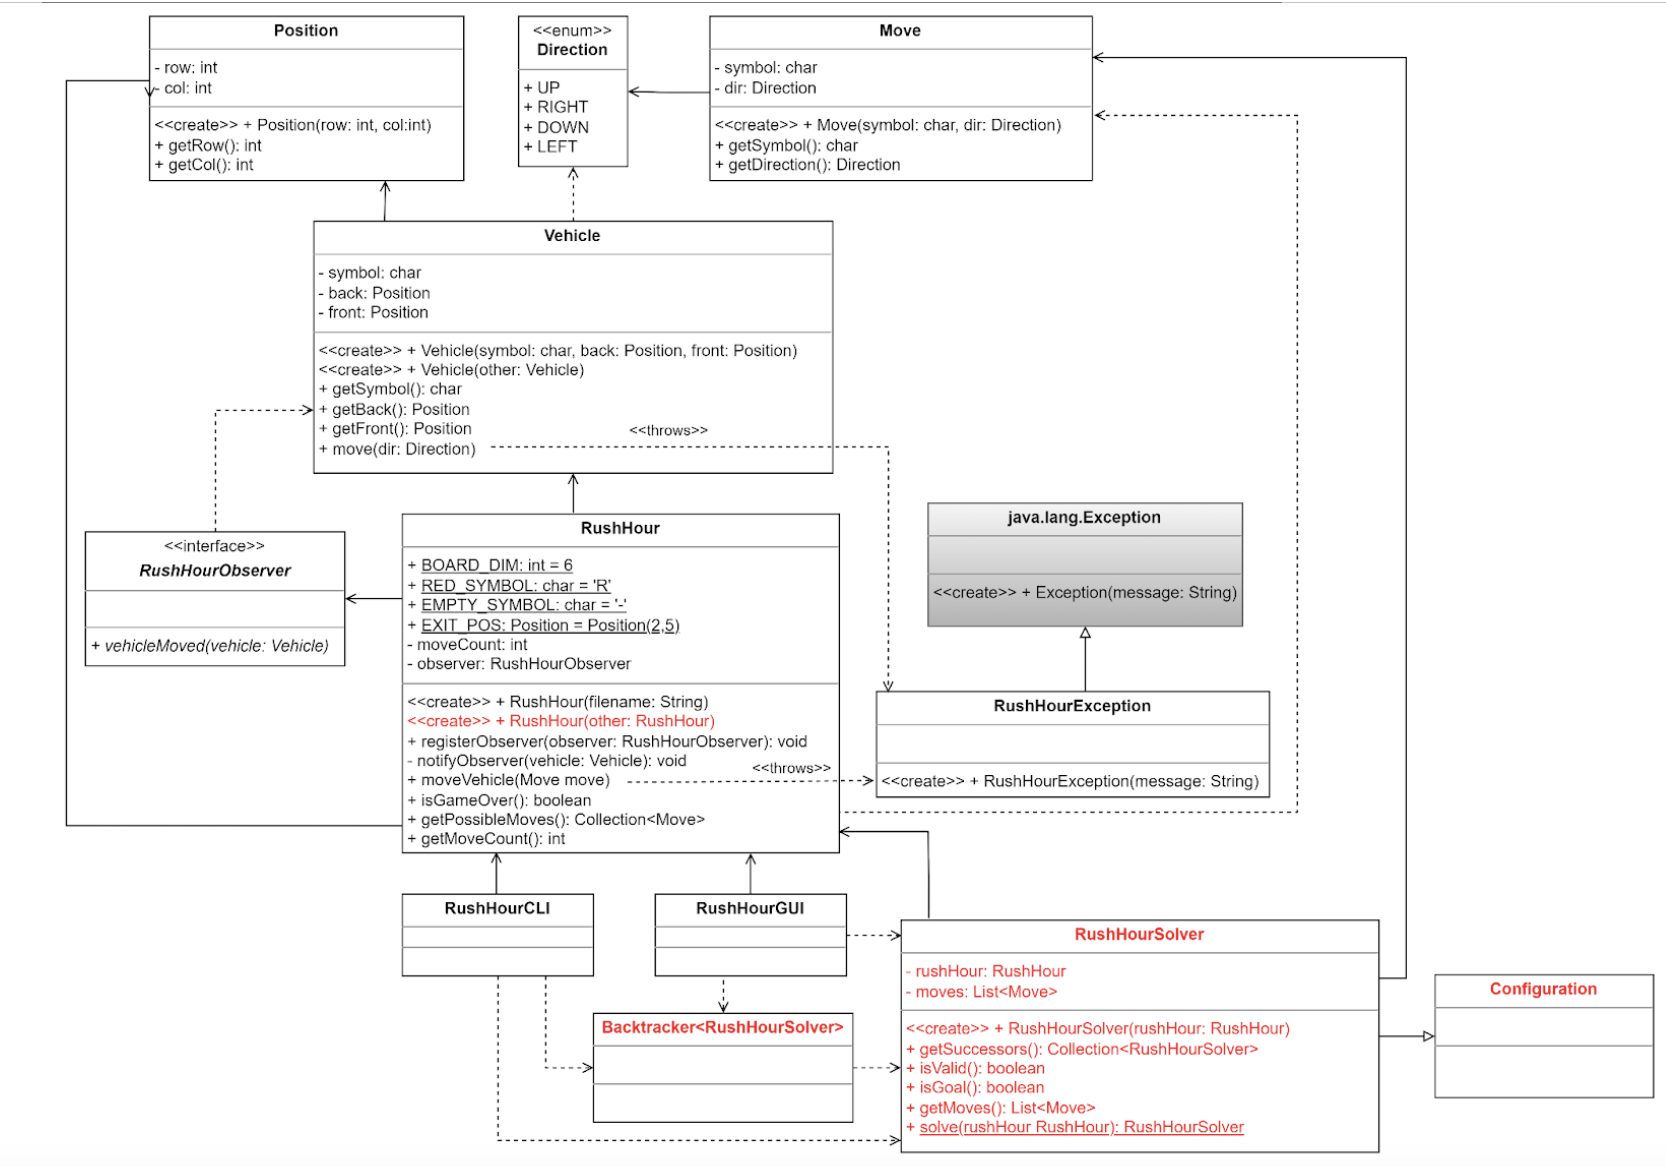 Position
- row: int
- col: int
<<create>> + Position(row: int, col:int)
+ getRow(): int
+ getCol(): int
<<enum>>
Direction
+ UP
+ RIGHT
+ DOWN
+ LEFT
Move
- symbol: char
- dir: Direction
<<create>> + Move(symbol: char, dir: Direction)
+ getSymbol(): char
+ getDirection(): Direction
Vehicle
- symbol: char
- back: Position
- front: Position
<<create>> + Vehicle(symbol: char, back: Position, front: Position)
<<create>> + Vehicle(other: Vehicle)
+ getSymbol(): char
+ getBack(): Position
+ getFront(): Position
+ move(dir: Direction)
<<throws>>
<<interface>>
RushHourObserver
+ vehicleMoved(vehicle: Vehicle)
RushHour
+ BOARD_DIM: int = 6
+ RED_SYMBOL: char = 'R'
+ EMPTY_SYMBOL: char = '-'
+ EXIT_POS: Position = Position(2,5)
- moveCount: int
- observer: RushHourObserver
<<create>> + RushHour(filename: String)
<<create>> + RushHour(other: RushHour)
+ registerObserver(observer: RushHourObserver): void
- notifyObserver(vehicle: Vehicle): void
+ moveVehicle(Move move)
<<throws>>
+ isGameOver(): boolean
+ getPossibleMoves(): Collection<Move>
+ getMoveCount(): int
java.lang.Exception
<<create>> + Exception(message: String)
RushHourException
<<create>> + RushHourException(message: String)
RushHourCLI
RushHourGUI
Backtracker<RushHourSolver>
RushHourSolver
- rushHour: RushHour
- moves: List<Move>
<<create>> + RushHourSolver(rushHour: RushHour)
+ getSuccessors(): Collection<RushHourSolver>
+ isValid(): boolean
+ isGoal(): boolean
+ getMoves(): List<Move>
+ solve(rushHour RushHour): RushHourSolver
Configuration